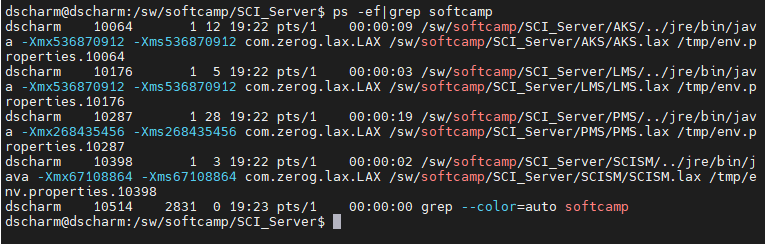 dscharm@dscharm:/sw/softcamp/SCI_Server$ ps -ef|grep softcamp
dscharm    10064       1 12 19:22 pts/1    00:00:09 /sw/softcamp/SCI_Server/AKS/../jre/bin/jav
a -Xmx536870912 -Xms536870912 com.zerog.lax.LAX /sw/softcamp/SCI_Server/AKS/AKS.lax /tmp/env.p
roperties.10064
dscharm    10176       1  5 19:22 pts/1    00:00:03 /sw/softcamp/SCI_Server/LMS/../jre/bin/jav
a -Xmx536870912 -Xms536870912 com.zerog.lax.LAX /sw/softcamp/SCI_Server/LMS/LMS.lax /tmp/env.p
roperties.10176
dscharm    10287       1 28 19:22 pts/1    00:00:19 /sw/softcamp/SCI_Server/PMS/../jre/bin/jav
a -Xmx268435456 -Xms268435456 com.zerog.lax.LAX /sw/softcamp/SCI_Server/PMS/PMS.lax /tmp/env.p
roperties.10287
dscharm    10398       1  3 19:22 pts/1    00:00:02 /sw/softcamp/SCI_Server/SCISM/../jre/bin/j
ava -Xmx67108864 -Xms67108864 com.zerog.lax.LAX /sw/softcamp/SCI_Server/SCISM/SCISM.lax /tmp/e
nv.properties.10398
dscharm    10514    2831  0 19:23 pts/1    00:00:00 grep --color=auto softcamp
dscharm@dscharm:/sw/softcamp/SCI_Server$